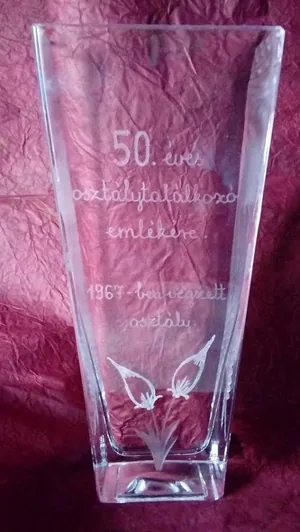 50. éves
osztálytalálkozó
emlékére.
1967-ben végzett
osztály.